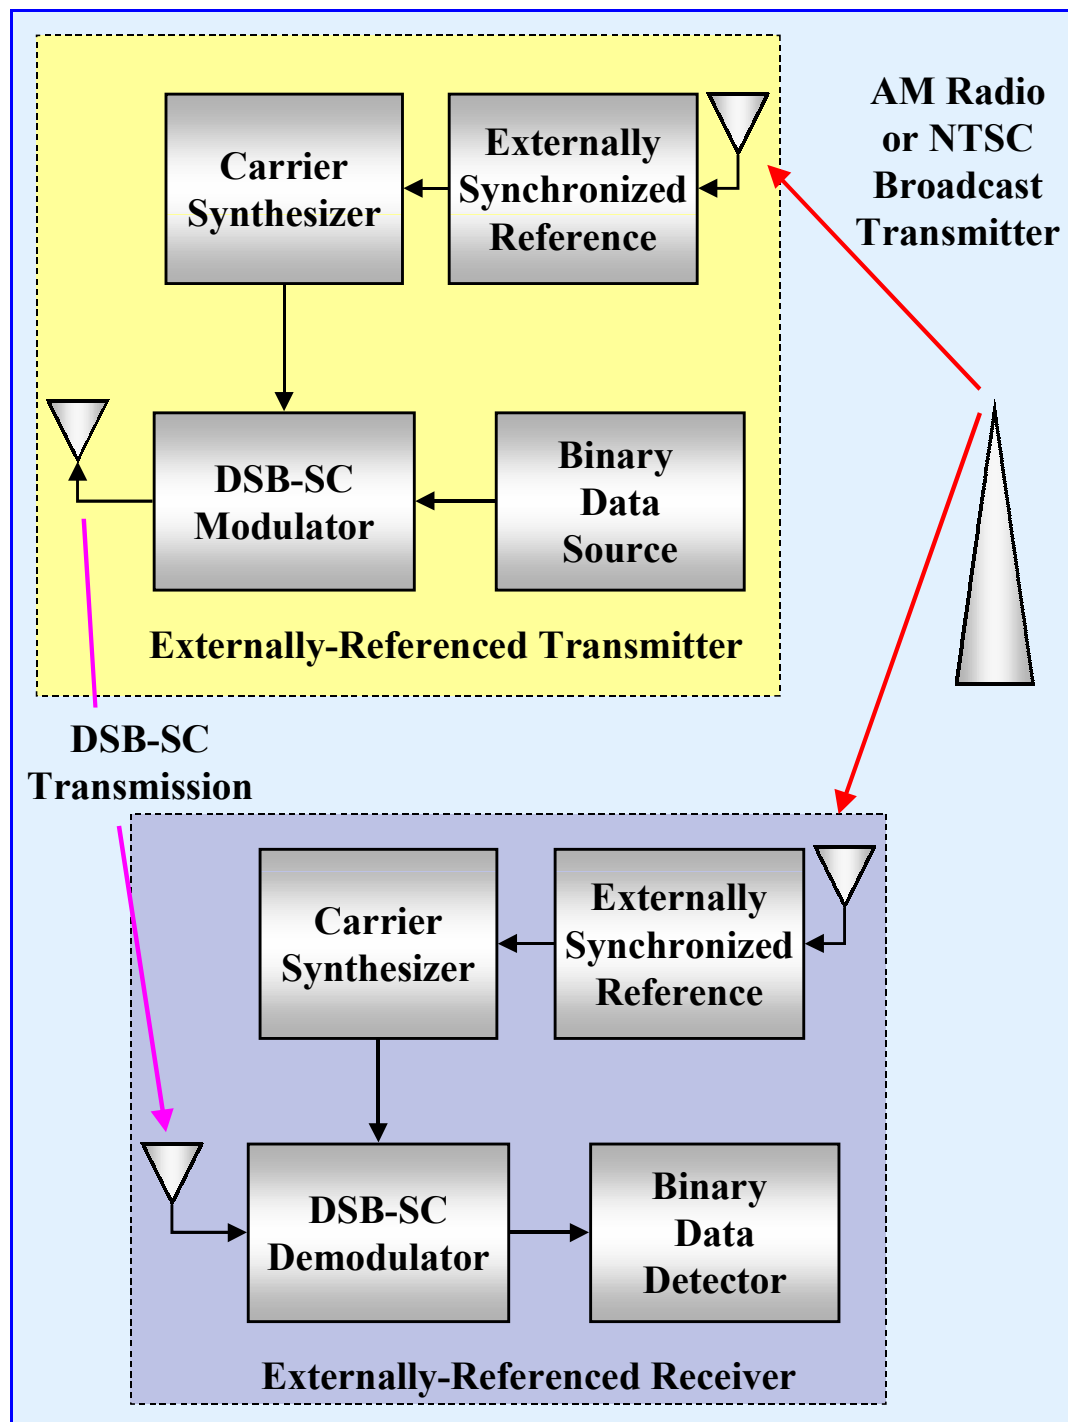 Carrier
Synthesizer
Externally
Synchronized
Reference
AM Radio
or NTSC
Broadcast
Transmitter
DSB-SC
Modulator
Binary
Data
Source
Externally-Referenced Transmitter
DSB-SC
Transmission
Carrier
Synthesizer
Externally
Synchronized
Reference
DSB-SC
Demodulator
Binary
Data
Detector
Externally-Referenced Receiver